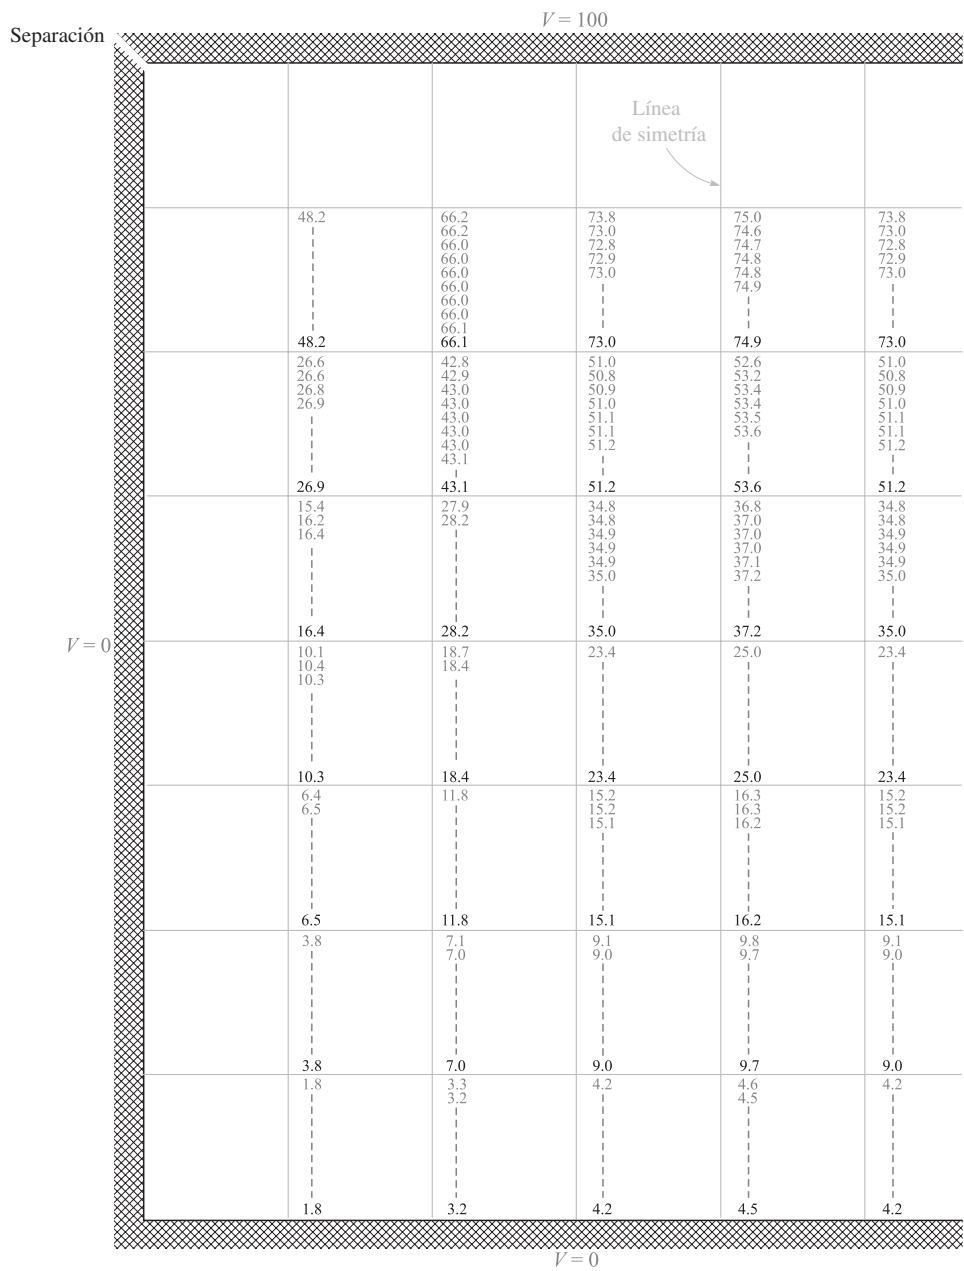 V = 100
Separación
Línea
de simetría
48.2 66.2 73.8 75.0 73.8
66.2 73.0 74.6 73.0
66.0 72.8 74.7 72.8
66.0 72.9 74.8 72.9
66.0 73.0 74.8 73.0
66.0 74.9
66.0
66.0
66.1
48.2 66.1 73.0 74.9 73.0
26.6 42.8 51.0 52.6 51.0
26.6 42.9 50.8 53.2 50.8
26.8 43.0 50.9 53.4 50.9
26.9 43.0 51.0 53.4 51.0
43.0 51.1 53.5 51.1
43.0 51.1 53.6 51.1
43.0 51.2 51.2
43.1
26.9 43.1 51.2 53.6 51.2
15.4 27.9 34.8 36.8 34.8
16.2 28.2 34.8 37.0 34.8
16.4 34.9 37.0 34.9
34.9 37.0 34.9
34.9 37.1 34.9
35.0 37.2 35.0
16.4 28.2 35.0 37.2 35.0
V = 0
10.1 18.7 23.4 25.0 23.4
10.4 18.4
10.3
10.3 18.4 23.4 25.0 23.4
6.4 11.8 15.2 16.3 15.2
6.5 15.2 16.3 15.2
15.1 16.2 15.1
6.5 11.8 15.1 16.2 15.1
3.8 7.1 9.1 9.8 9.1
7.0 9.0 9.7 9.0
3.8 7.0 9.0 9.7 9.0
1.8 3.3 4.2 4.6 4.2
3.2 4.5
1.8 3.2 4.2 4.5 4.2
V = 0